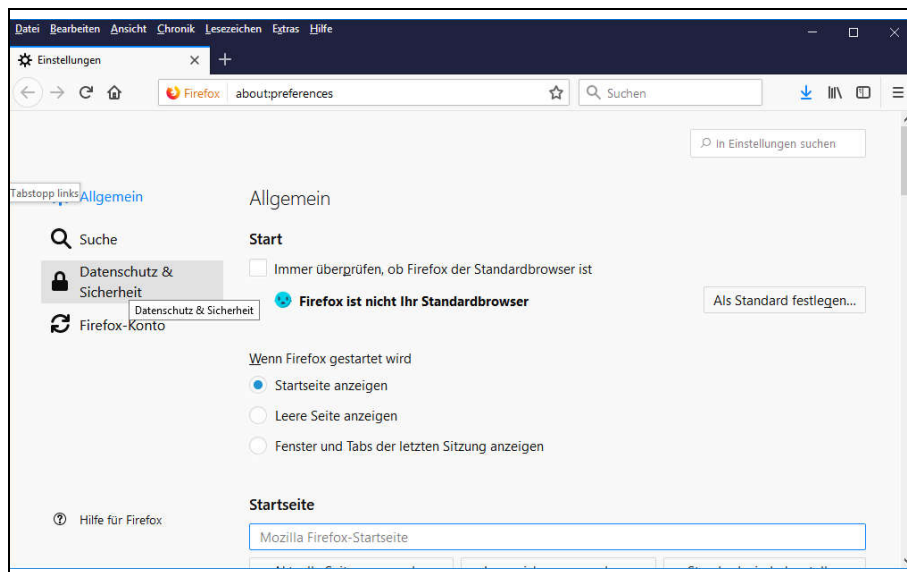 Datei Bearbeiten Ansicht Chronik Lesezeichen Extras Hilfe
Einstellungen
Firefox about:preferences Suchen
In Einstellungen suchen
Tabstopp links Allgemein
Allgemein
Suche
Start
Datenschutz &
Sicherheit
Immer überprüfen, ob Firefox der Standardbrowser ist
Datenschutz & Sicherheit
Firefox ist nicht Ihr Standardbrowser
Als Standard festlegen...
Firefox-Konto
Wenn Firefox gestartet wird
Startseite anzeigen
Leere Seite anzeigen
Fenster und Tabs der letzten Sitzung anzeigen
Startseite
Hilfe für Firefox
Mozilla Firefox-Startseite